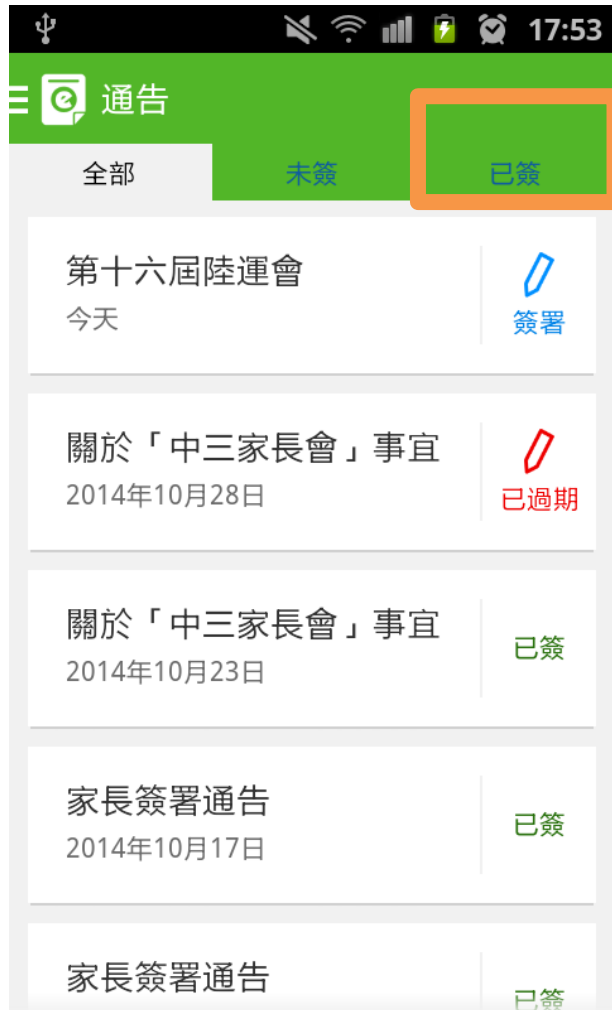 17:53
通告
全部 未簽 已簽
第十六屆陸運會
今天
簽署
關於「中三家長會」事宜
2014年10月28日
已過期
關於「中三家長會」事宜
2014年10月23日
已簽
家長簽署通告
2014年10月17日
已簽
家長簽署通告
已簽